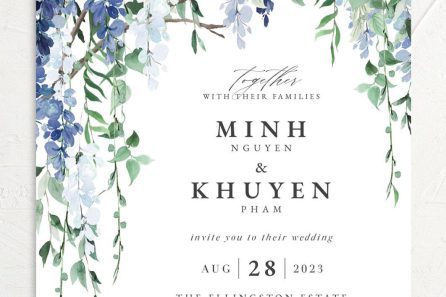 Together
WITH THEIR FAMILIES
MINH
NGUYEN
&
KHUYEN
PHAM
invite you to their wedding
AUG | 28 | 2023
THE ELLINGSTON ESTATE